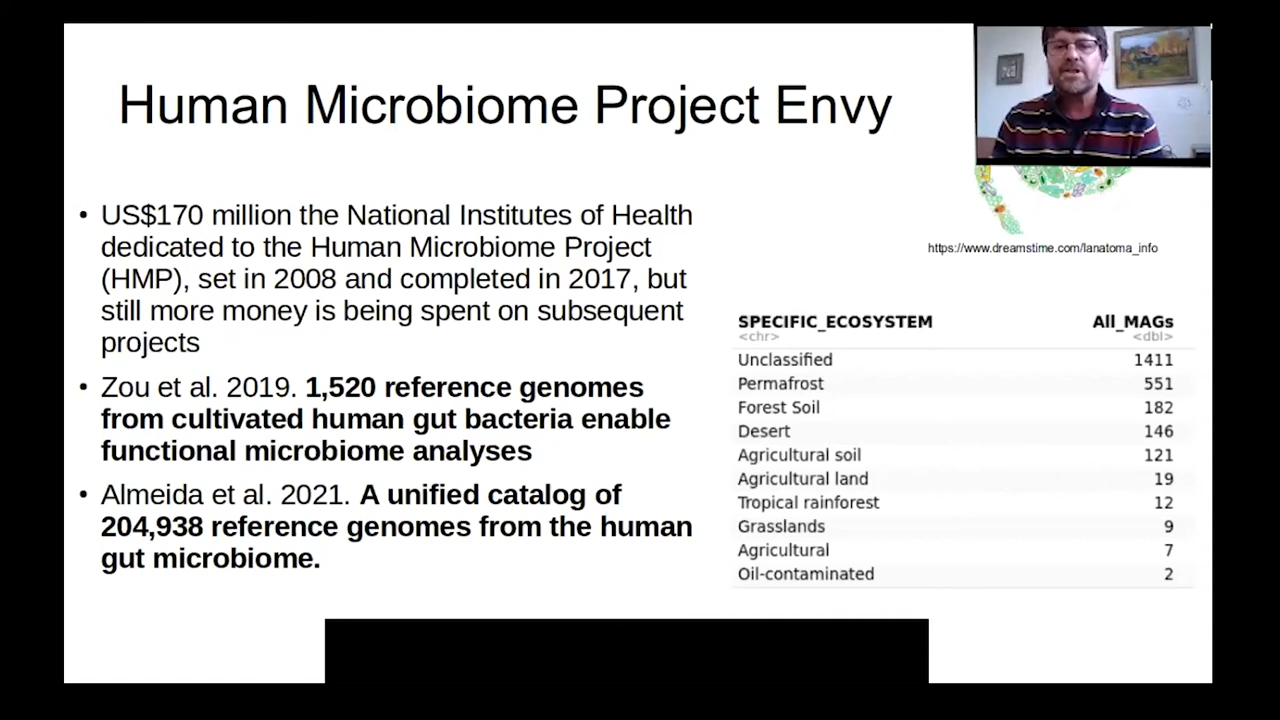 Human Microbiome Project Envy
• US$170 million the National Institutes of Health
dedicated to the Human Microbiome Project
(HMP), set in 2008 and completed in 2017, but
still more money is being spent on subsequent
projects
• Zou et al. 2019. 1,520 reference genomes
from cultivated human gut bacteria enable
functional microbiome analyses
• Almeida et al. 2021. A unified catalog of
204,938 reference genomes from the human
gut microbiome.
https://www.dreamstime.com/lanatoma_info
SPECIFIC_ECOSYSTEM All_MAGs
<chr> <dbl>
Unclassified 1411
Permafrost 551
Forest Soil 182
Desert 146
Agricultural soil 121
Agricultural land 19
Tropical rainforest 12
Grasslands 9
Agricultural 7
Oil-contaminated 2